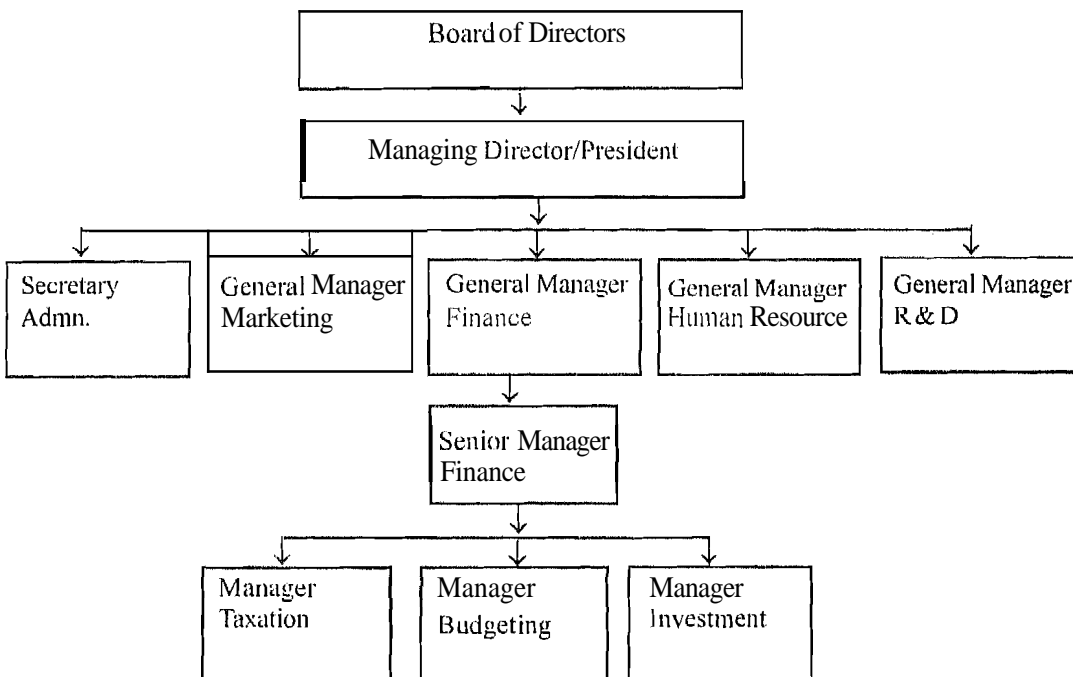 Board of Directors
Managing Director/President
Secretary
Admn.
General Manager
Marketing
General Manager
Finance
General Manager
Human Resource
General Manager
R & D
Senior Manager
Finance
Manager
Taxation
Manager
Budgeting
Manager
Investment